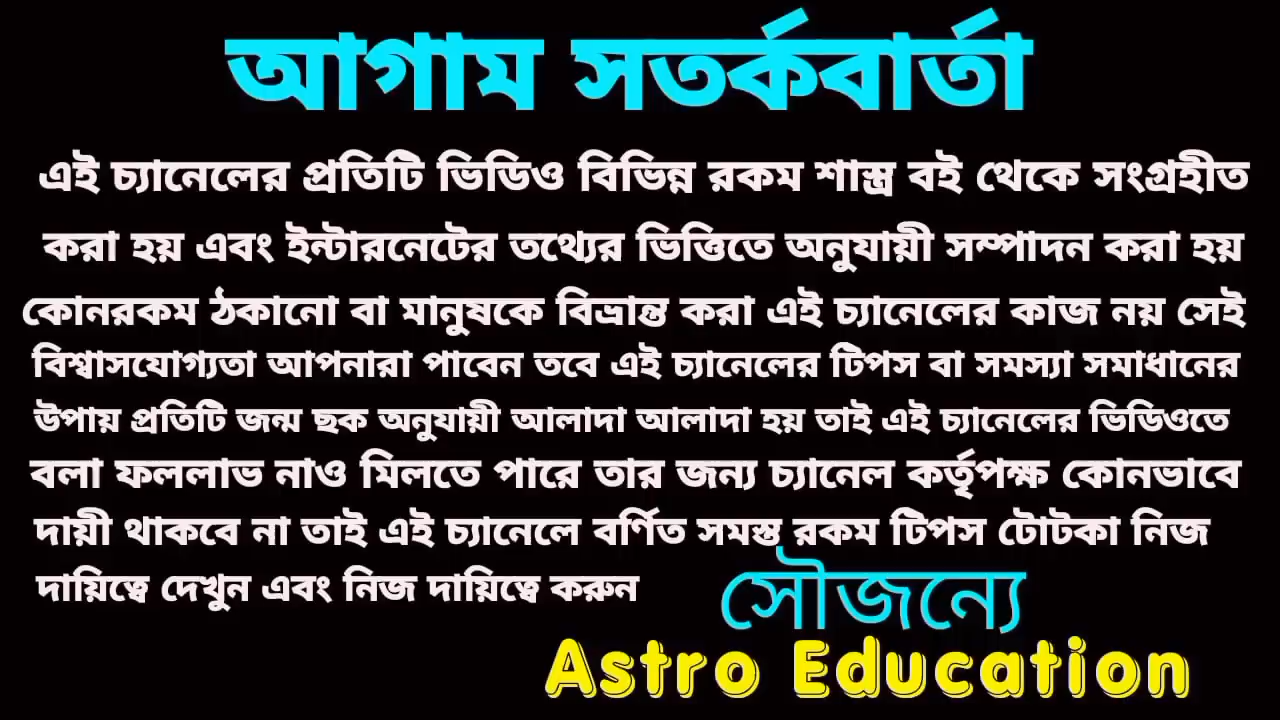 আগাম সতর্কবার্তা
এই চ্যানেলের প্রতিটি ভিডিও বিভিন্ন রকম শাস্ত্র বই থেকে সংগ্রহীত
করা হয় এবং ইন্টারনেটের তথ্যের ভিত্তিতে অনুযায়ী সম্পাদন করা হয়
কোনরকম ঠকানো বা মানুষকে বিভ্রান্ত করা এই চ্যানেলের কাজ নয় সেই
বিশ্বাসযোগ্যতা আপনারা পাবেন তবে এই চ্যানেলের টিপস বা সমস্যা সমাধানের
উপায় প্রতিটি জন্ম ছক অনুযায়ী আলাদা আলাদা হয় তাই এই চ্যানেলের ভিডিওতে
বলা ফললাভ নাও মিলতে পারে তার জন্য চ্যানেল কর্তৃপক্ষ কোনভাবে
দায়ী থাকবে না তাই এই চ্যানেলে বর্ণিত সমস্ত রকম টিপস টোটকা নিজ
দায়িত্বে দেখুন এবং নিজ দায়িত্বে করুন
সৌজন্যে
Astro Education